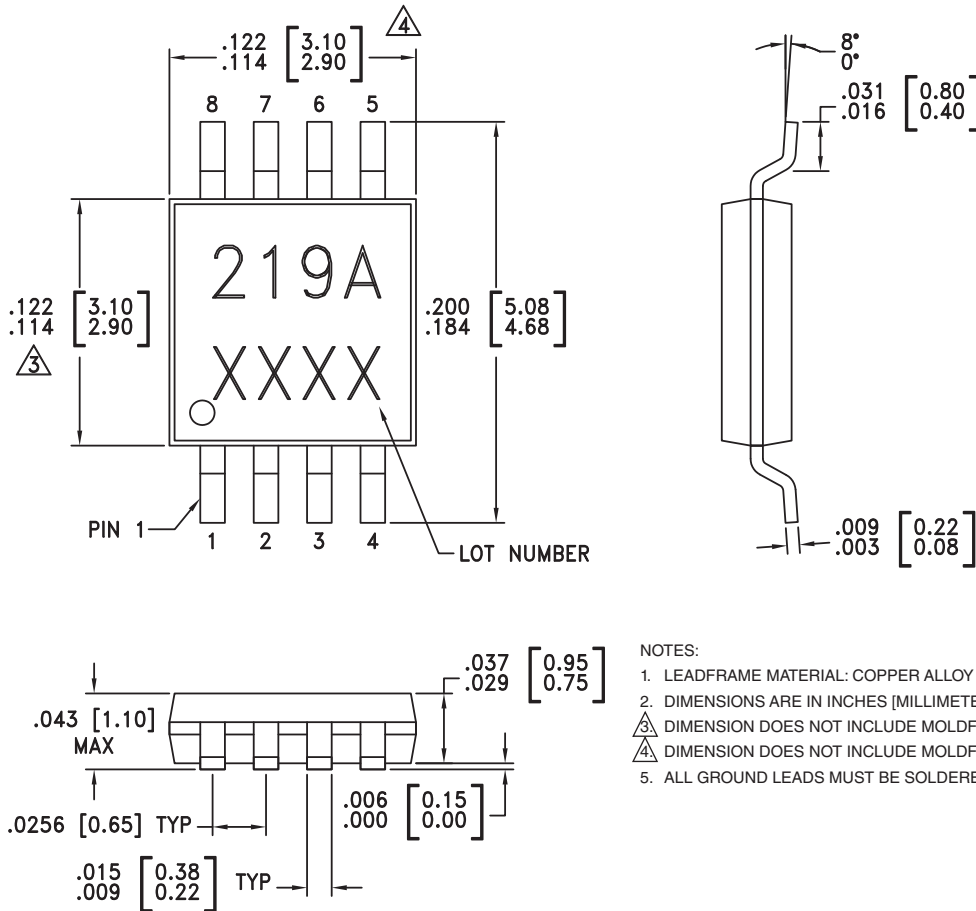 .122 [3.10]
.114 [2.90]
4
8 7 6 5
219A
XXXX
.122 [3.10]
.114 [2.90]
3
.200 [5.08]
.184 [4.68]
PIN 1
1 2 3 4
LOT NUMBER
8°
0°
.031 [0.80]
.016 [0.40]
.009 [0.22]
.003 [0.08]
.043 [1.10]
MAX
.037 [0.95]
.029 [0.75]
.0256 [0.65] TYP
.006 [0.15]
.000 [0.00]
.015 [0.38]
.009 [0.22]
TYP
NOTES:
1. LEADFRAME MATERIAL: COPPER ALLOY
2. DIMENSIONS ARE IN INCHES [MILLIMETE
3. DIMENSION DOES NOT INCLUDE MOLDF
4. DIMENSION DOES NOT INCLUDE MOLDF
5. ALL GROUND LEADS MUST BE SOLDERE